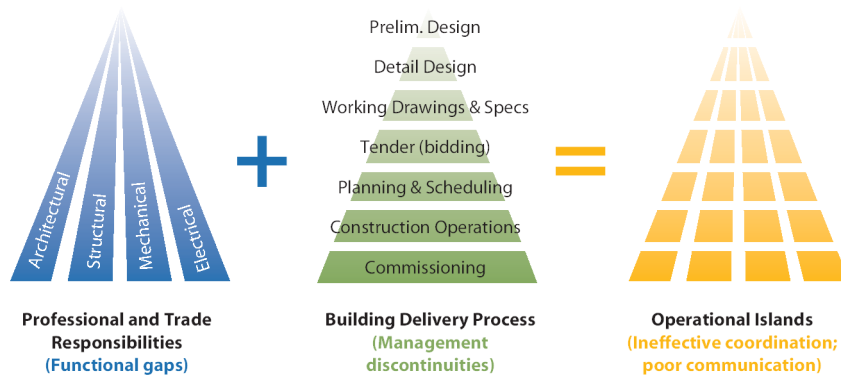 Prelim. Design
Detail Design
Working Drawings & Specs
Tender (bidding)
Planning & Scheduling
Construction Operations
Commissioning
Architectural
Structural
Mechanical
Electrical
+
=
Professional and Trade
Responsibilities
(Functional gaps)
Building Delivery Process
(Management
discontinuities)
Operational Islands
(Ineffective coordination;
poor communication)